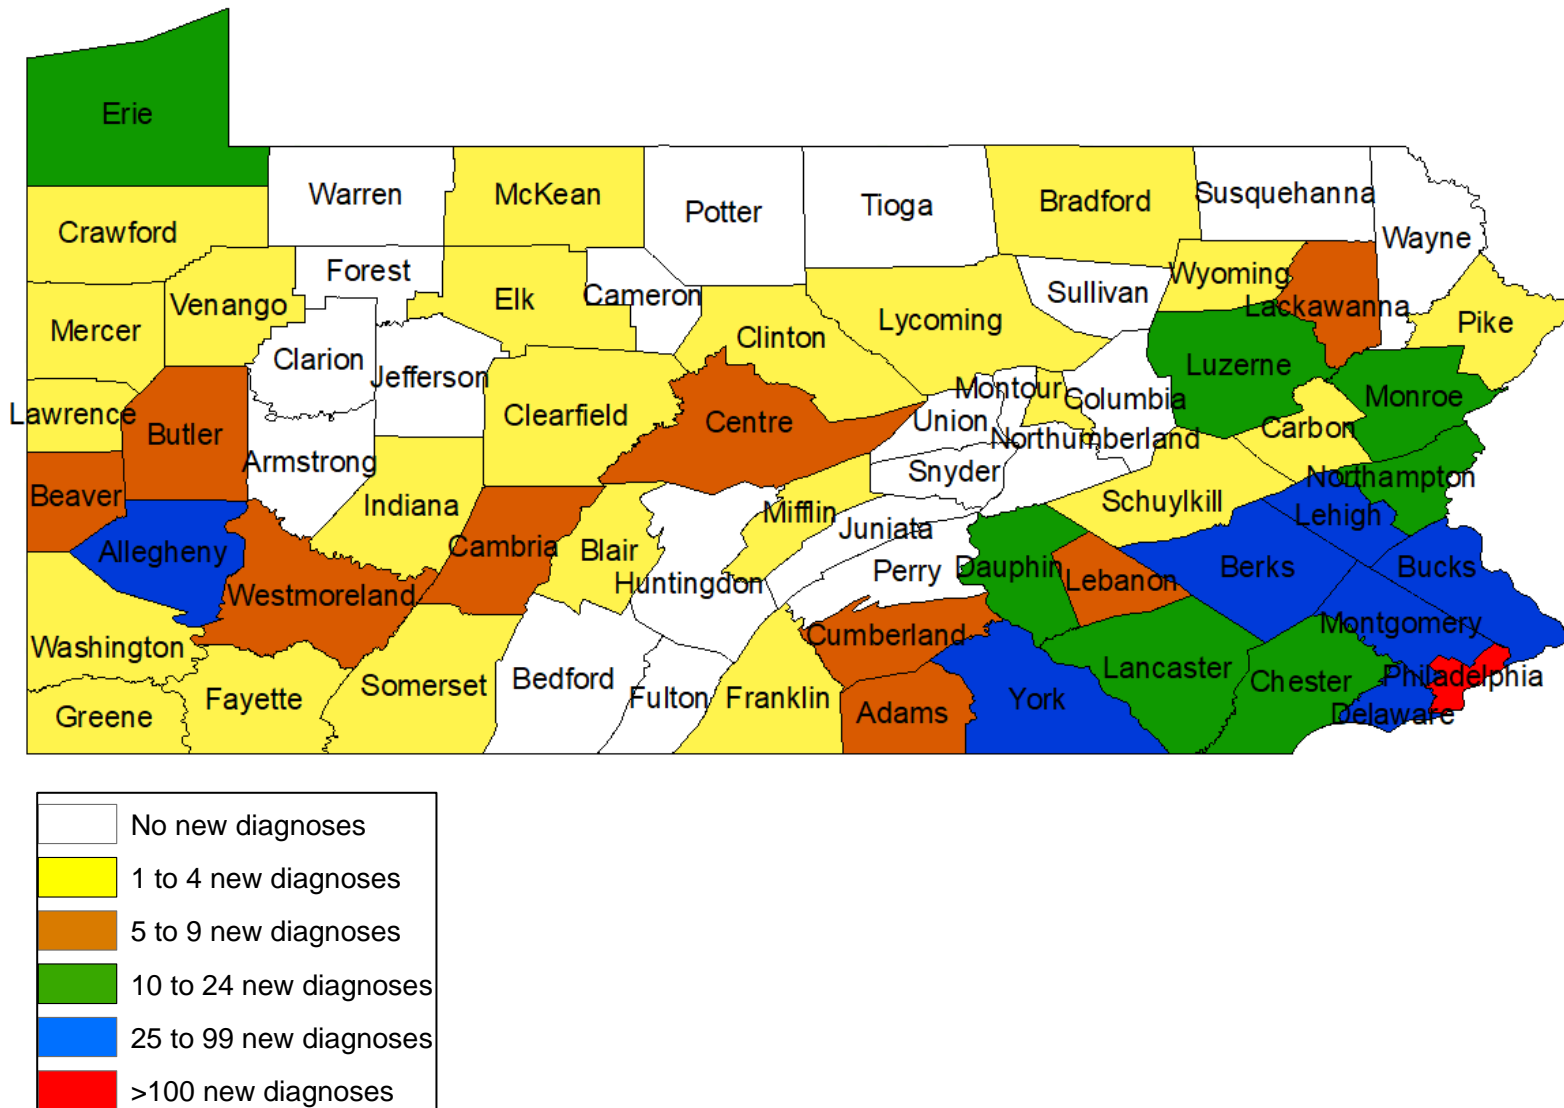 Erie
Warren
McKean
Potter
Tioga
Bradford
Susquehanna
Wayne
Crawford
Forest
Venango
Elk
Cameron
Sullivan
Wyoming
Lackawanna
Mercer
Clarion
Jefferson
Clinton
Lycoming
Luzerne
Pike
Lawrence
Butler
Armstrong
Clearfield
Centre
Union
Montour
Columbia
Northumberland
Snyder
Carbon
Monroe
Northampton
Beaver
Indiana
Mifflin
Juniata
Schuylkill
Lehigh
Allegheny
Westmoreland
Cambria
Blair
Huntingdon
Perry
Dauphin
Lebanon
Berks
Bucks
Montgomery
Washington
Cumberland
Lancaster
Chester
Philadelphia
Delaware
Greene
Fayette
Somerset
Bedford
Fulton
Franklin
Adams
York
No new diagnoses
1 to 4 new diagnoses
5 to 9 new diagnoses
10 to 24 new diagnoses
25 to 99 new diagnoses
>100 new diagnoses